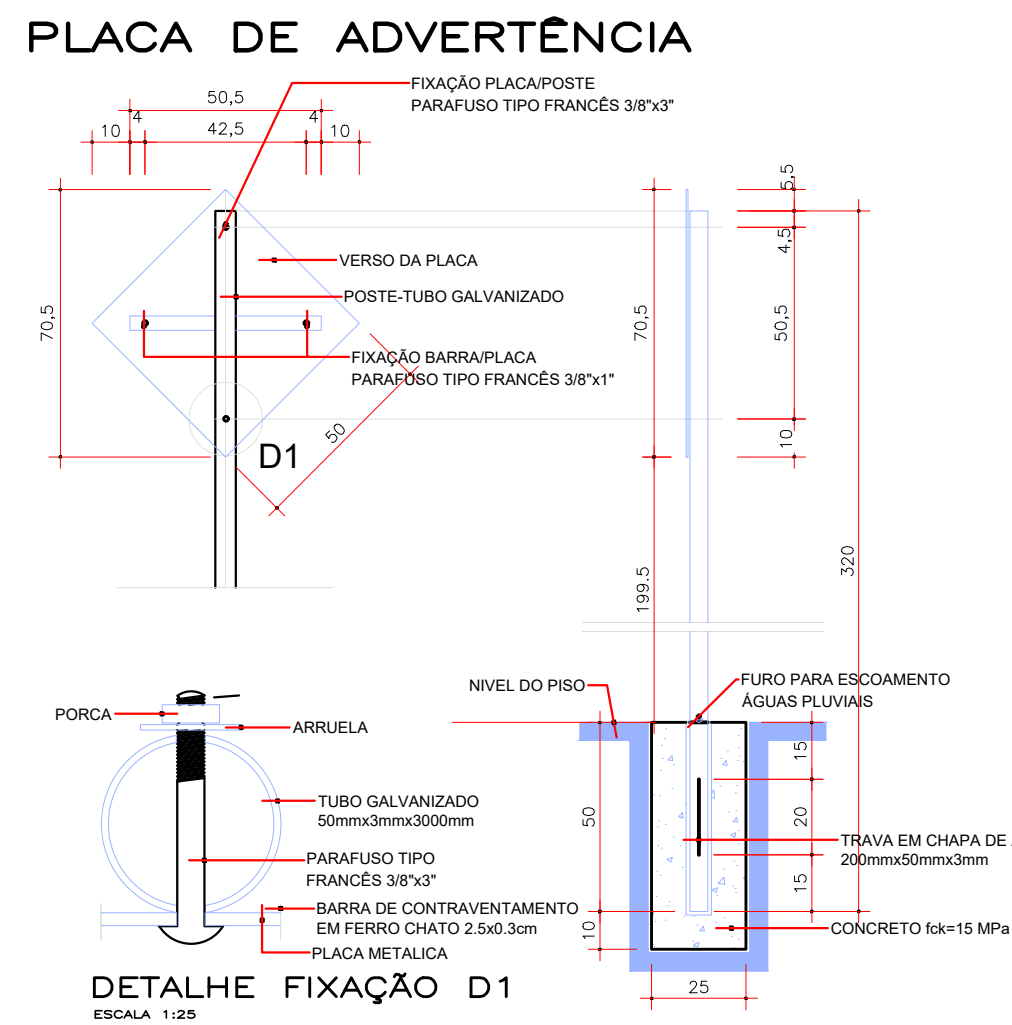 PLACA DE ADVERTÊNCIA
FIXAÇÃO PLACA/POSTE
PARAFUSO TIPO FRANCÊS 3/8"x3"
50,5
4
4
10
42,5
10
5,5
4,5
VERSO DA PLACA
POSTE-TUBO GALVANIZADO
70,5
70,5
50,5
FIXAÇÃO BARRA/PLACA
PARAFUSO TIPO FRANCÊS 3/8"x1"
50
10
D1
320
199.5
NIVEL DO PISO
FURO PARA ESCOAMENTO
ÁGUAS PLUVIAIS
PORCA
ARRUELA
15
TUBO GALVANIZADO
50mmx3mmx3000mm
50
20
TRAVA EM CHAPA DE
200mmx50mmx3mm
PARAFUSO TIPO
FRANCÊS 3/8"x3"
15
BARRA DE CONTRAVENTAMENTO
EM FERRO CHATO 2.5x0.3cm
10
CONCRETO fck=15 MPa
PLACA METALICA
25
DETALHE FIXAÇÃO D1
ESCALA 1:25